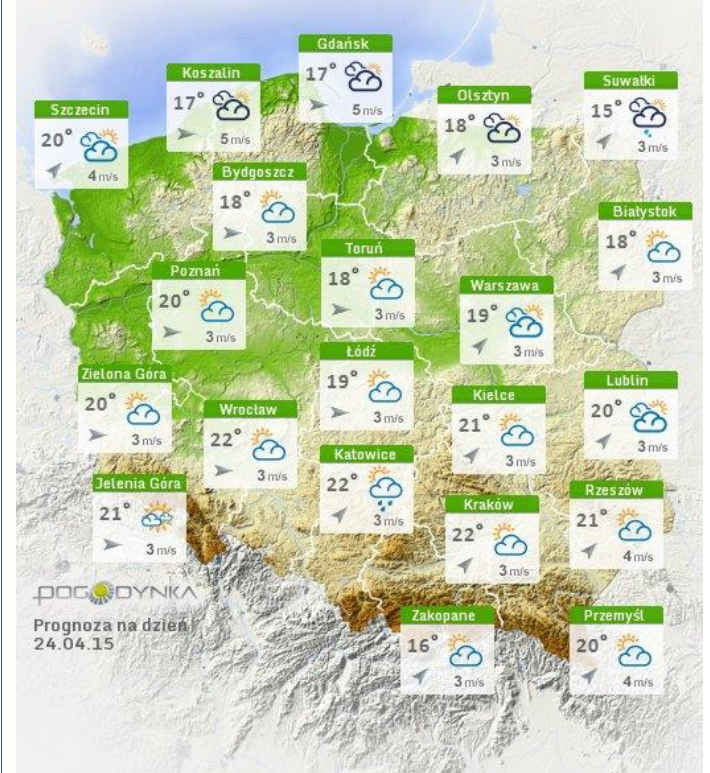 Gdańsk
17°
5 m/s
Koszalin
17°
5 m/s
Szczecin
20°
4 m/s
Olsztyn
18°
3 m/s
Suwałki
15°
3 m/s
Bydgoszcz
18°
3 m/s
Białystok
18°
3 m/s
Toruń
18°
3 m/s
Poznań
20°
3 m/s
Warszawa
19°
3 m/s
Łódź
19°
3 m/s
Zielona Góra
20°
3 m/s
Wrocław
22°
3 m/s
Kielce
21°
3 m/s
Lublin
20°
3 m/s
Katowice
22°
3 m/s
Jelenia Góra
21°
3 m/s
Kraków
22°
3 m/s
Rzeszów
21°
4 m/s
Zakopane
16°
3 m/s
Przemyśl
20°
4 m/s
POGODYNKA
Prognoza na dzień
24.04.15